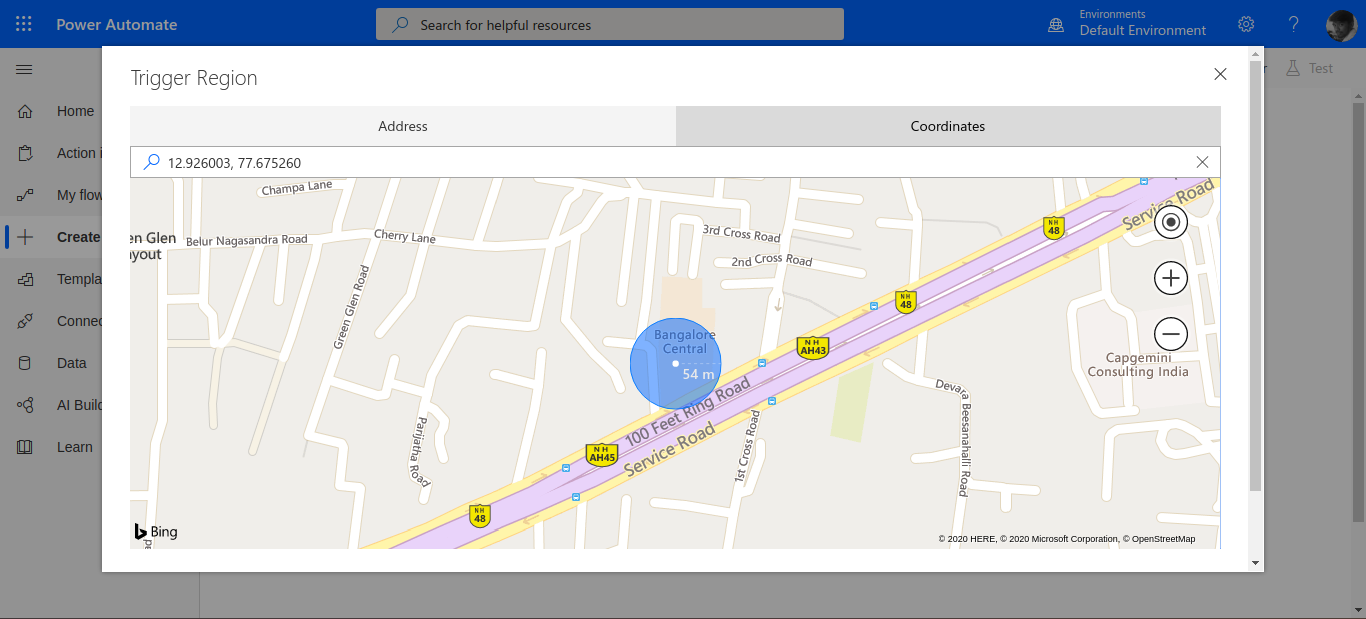 Power Automate
Search for helpful resources
Environments
Default Environment
Test
Home
Action i
My flow
Create
Templa
Connec
Data
AI Buil
Learn
Trigger Region
Address
Coordinates
12.926003, 77.675260
Champa Lane
en Glen
yout
Belur Nagasandra Road
Cherry Lane
Green Glen Road
3rd Cross Road
2nd Cross Road
Service Road
NH
48
NH
48
NH
AH43
Bangalore
Central
54 m
100 Feet Ring Road
Service Road
NH
AH45
NH
48
1st Cross Road
Parijatha Road
Devara Beesanahalli Road
Capgemini
Consulting India
Bing
© 2020 HERE, © 2020 Microsoft Corporation, © OpenStreetMap